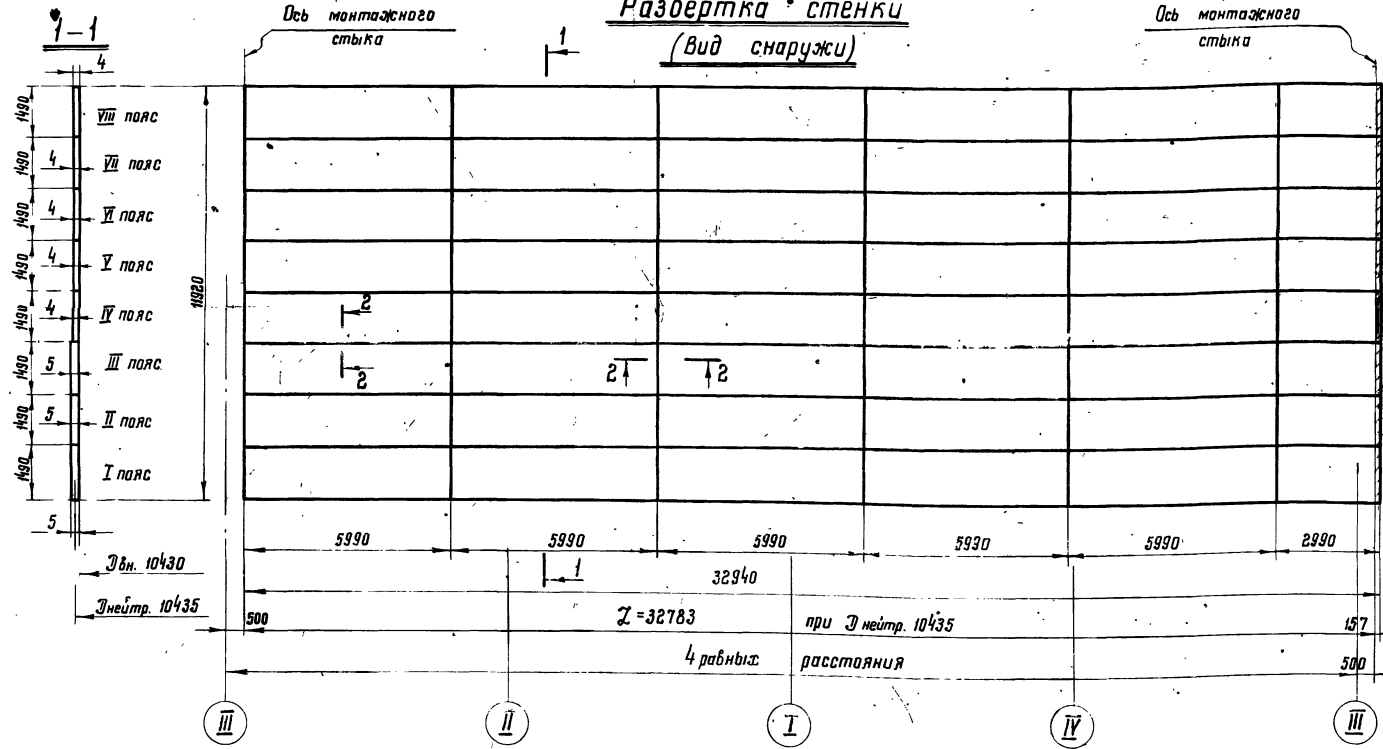 Развертка стенки
(Вид снаружи)
Ось монтажного
стыка
Ось монтажного
стыка
1-1
1
4
1490
VIII пояс
1490
4
VII пояс
1490
4
VI пояс
1490
4
V пояс
1490
4
IV пояс
1490
5
III пояс
1490
5
II пояс
1490
I пояс
5
11920
2
2
2
2
Dвн. 10430
Dнейтр. 10435
5990
5990
5990
5990
5990
2990
1
32940
500
L=32783
при D нейтр. 10435
157
4 равных расстояния
500
III
II
I
IV
III